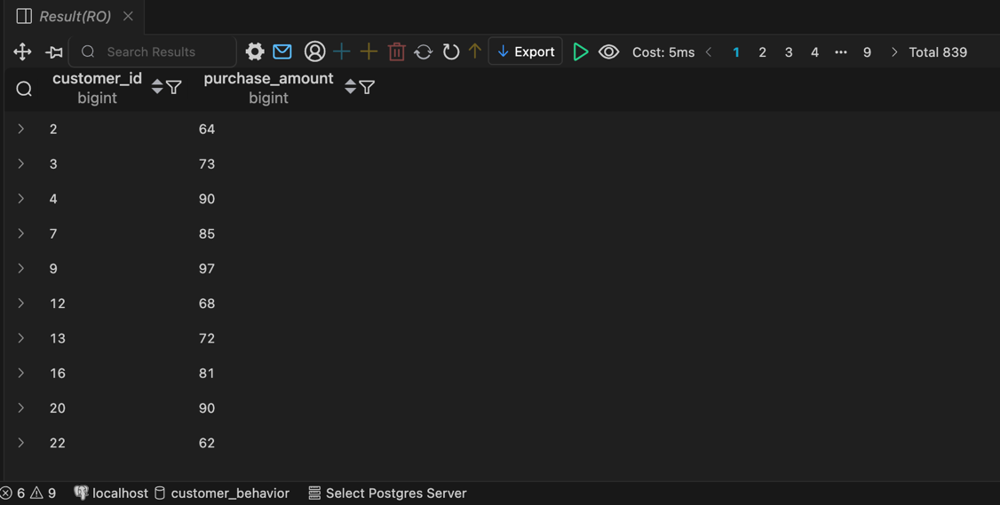 Result(RO)
Search Results Export Cost: 5ms 1 2 3 4 ••• 9 Total 839
customer_id purchase_amount
bigint bigint
2 64
3 73
4 90
7 85
9 97
12 68
13 72
16 81
20 90
22 62
6 9 localhost customer_behavior Select Postgres Server